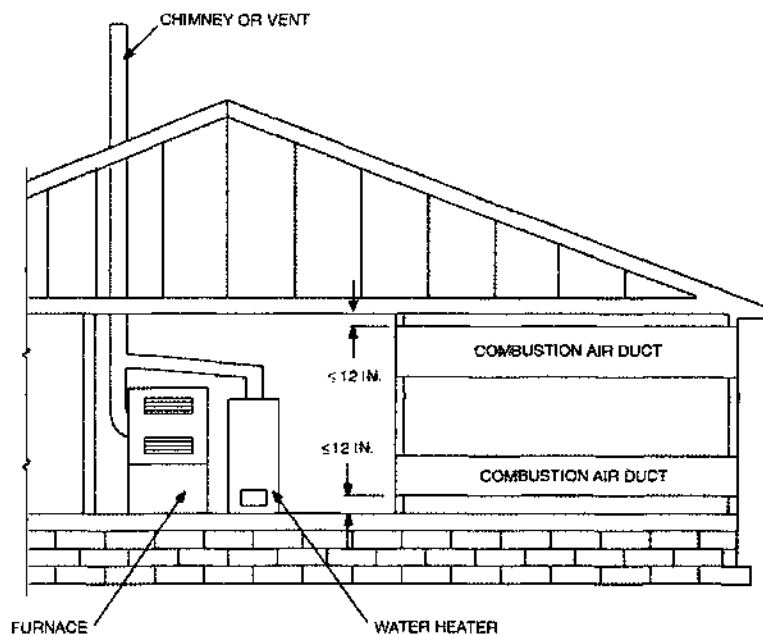 CHIMNEY OR VENT
COMBUSTION AIR DUCT
≤12 IN.
≤12 IN.
COMBUSTION AIR DUCT
FURNACE
WATER HEATER